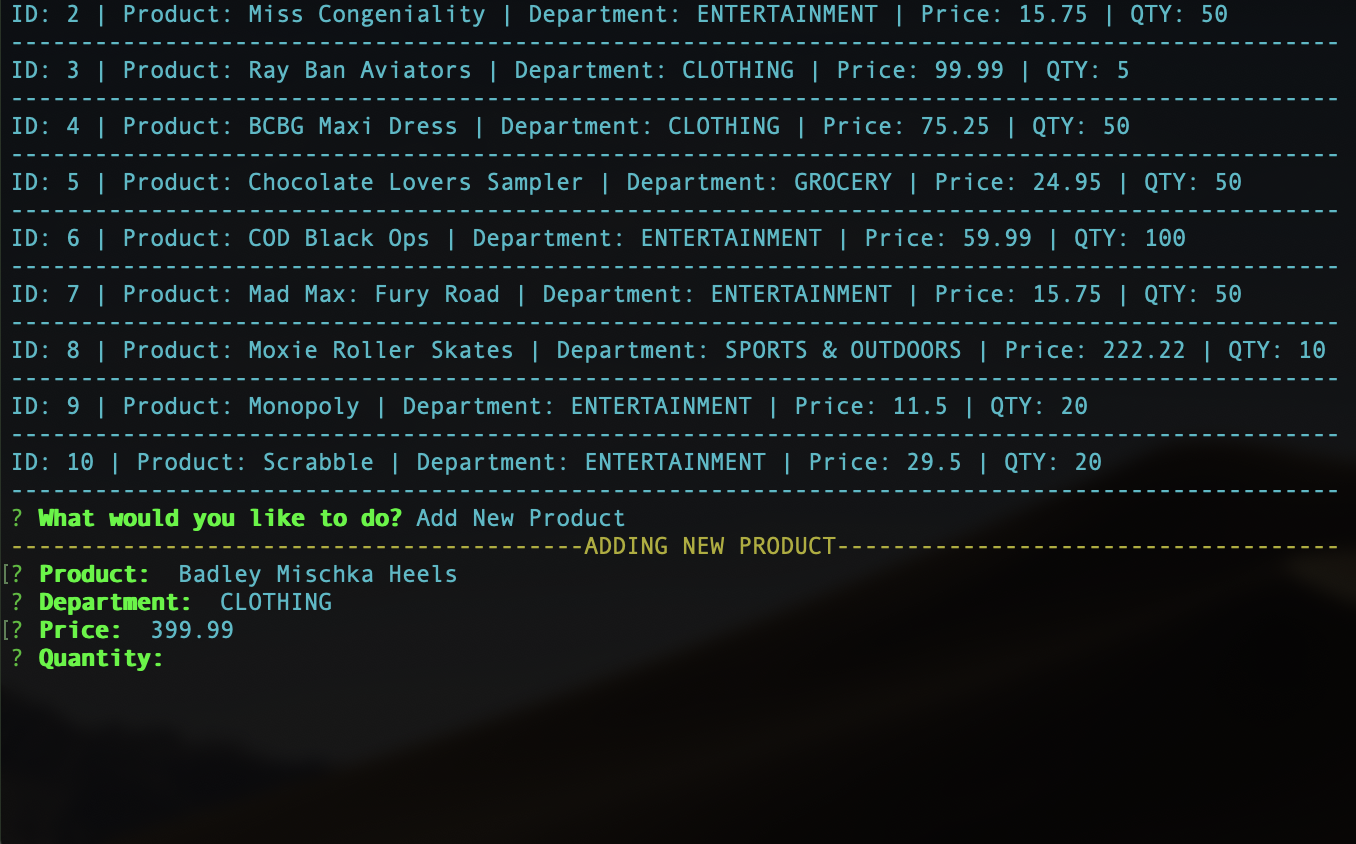 ID: 2 | Product: Miss Congeniality | Department: ENTERTAINMENT | Price: 15.75 | QTY: 50
-----------------------------------------------------------------------------------------------
ID: 3 | Product: Ray Ban Aviators | Department: CLOTHING | Price: 99.99 | QTY: 5
-----------------------------------------------------------------------------------------------
ID: 4 | Product: BCBG Maxi Dress | Department: CLOTHING | Price: 75.25 | QTY: 50
-----------------------------------------------------------------------------------------------
ID: 5 | Product: Chocolate Lovers Sampler | Department: GROCERY | Price: 24.95 | QTY: 50
-----------------------------------------------------------------------------------------------
ID: 6 | Product: COD Black Ops | Department: ENTERTAINMENT | Price: 59.99 | QTY: 100
-----------------------------------------------------------------------------------------------
ID: 7 | Product: Mad Max: Fury Road | Department: ENTERTAINMENT | Price: 15.75 | QTY: 50
-----------------------------------------------------------------------------------------------
ID: 8 | Product: Moxie Roller Skates | Department: SPORTS & OUTDOORS | Price: 222.22 | QTY: 10
-----------------------------------------------------------------------------------------------
ID: 9 | Product: Monopoly | Department: ENTERTAINMENT | Price: 11.5 | QTY: 20
-----------------------------------------------------------------------------------------------
ID: 10 | Product: Scrabble | Department: ENTERTAINMENT | Price: 29.5 | QTY: 20
-----------------------------------------------------------------------------------------------
? What would you like to do? Add New Product
-----------------------------------------ADDING NEW PRODUCT------------------------------------
[? Product:  Badley Mischka Heels
? Department:  CLOTHING
[? Price:  399.99
? Quantity: